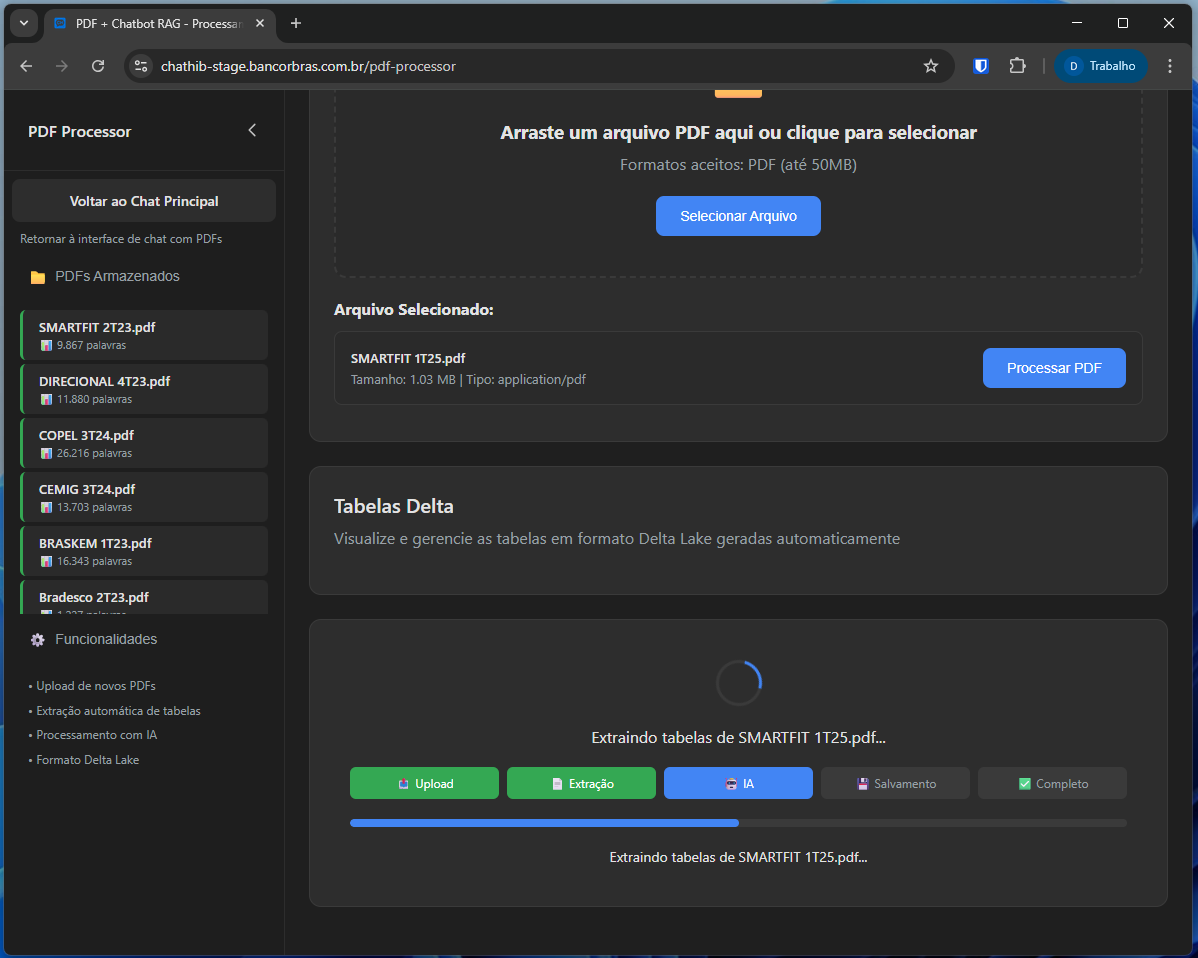 PDF + Chatbot RAG - Processan
chathib-stage.bancorbras.com.br/pdf-processor
D Trabalho
PDF Processor
Voltar ao Chat Principal
Retornar à interface de chat com PDFs
PDFs Armazenados
SMARTFIT 2T23.pdf
9.867 palavras
DIRECIONAL 4T23.pdf
11.880 palavras
COPEL 3T24.pdf
26.216 palavras
CEMIG 3T24.pdf
13.703 palavras
BRASKEM 1T23.pdf
16.343 palavras
Bradesco 2T23.pdf
Funcionalidades
• Upload de novos PDFs
• Extração automática de tabelas
• Processamento com IA
• Formato Delta Lake
Arraste um arquivo PDF aqui ou clique para selecionar
Formatos aceitos: PDF (até 50MB)
Selecionar Arquivo
Arquivo Selecionado:
SMARTFIT 1T25.pdf
Tamanho: 1.03 MB | Tipo: application/pdf
Processar PDF
Tabelas Delta
Visualize e gerencie as tabelas em formato Delta Lake geradas automaticamente
Extraindo tabelas de SMARTFIT 1T25.pdf...
Upload
Extração
IA
Salvamento
Completo
Extraindo tabelas de SMARTFIT 1T25.pdf...